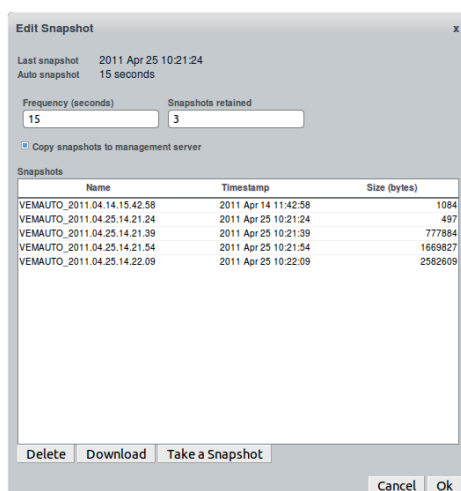 Edit Snapshot x
Last snapshot 2011 Apr 25 10:21:24
Auto snapshot 15 seconds
Frequency (seconds) Snapshots retained
15 3
Copy snapshots to management server
Snapshots
Name Timestamp Size (bytes)
VEMAUTO_2011.04.14.15.42.58 2011 Apr 14 11:42:58 1084
VEMAUTO_2011.04.25.14.21.24 2011 Apr 25 10:21:24 497
VEMAUTO_2011.04.25.14.21.39 2011 Apr 25 10:21:39 777884
VEMAUTO_2011.04.25.14.21.54 2011 Apr 25 10:21:54 1669827
VEMAUTO_2011.04.25.14.22.09 2011 Apr 25 10:22:09 2582609
Delete Download Take a Snapshot
Cancel Ok